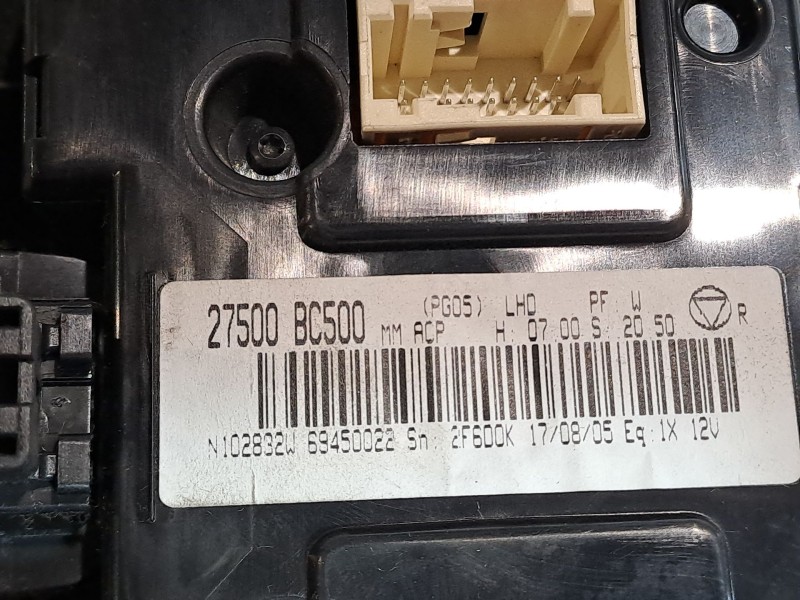 27500 BC500 (PG05) LHD PF: W
MM ACP H: 07.00 S: 20 50 R
N102832W 69450022 Sn: 2F600K 17/08/05 Eq:1X 12V